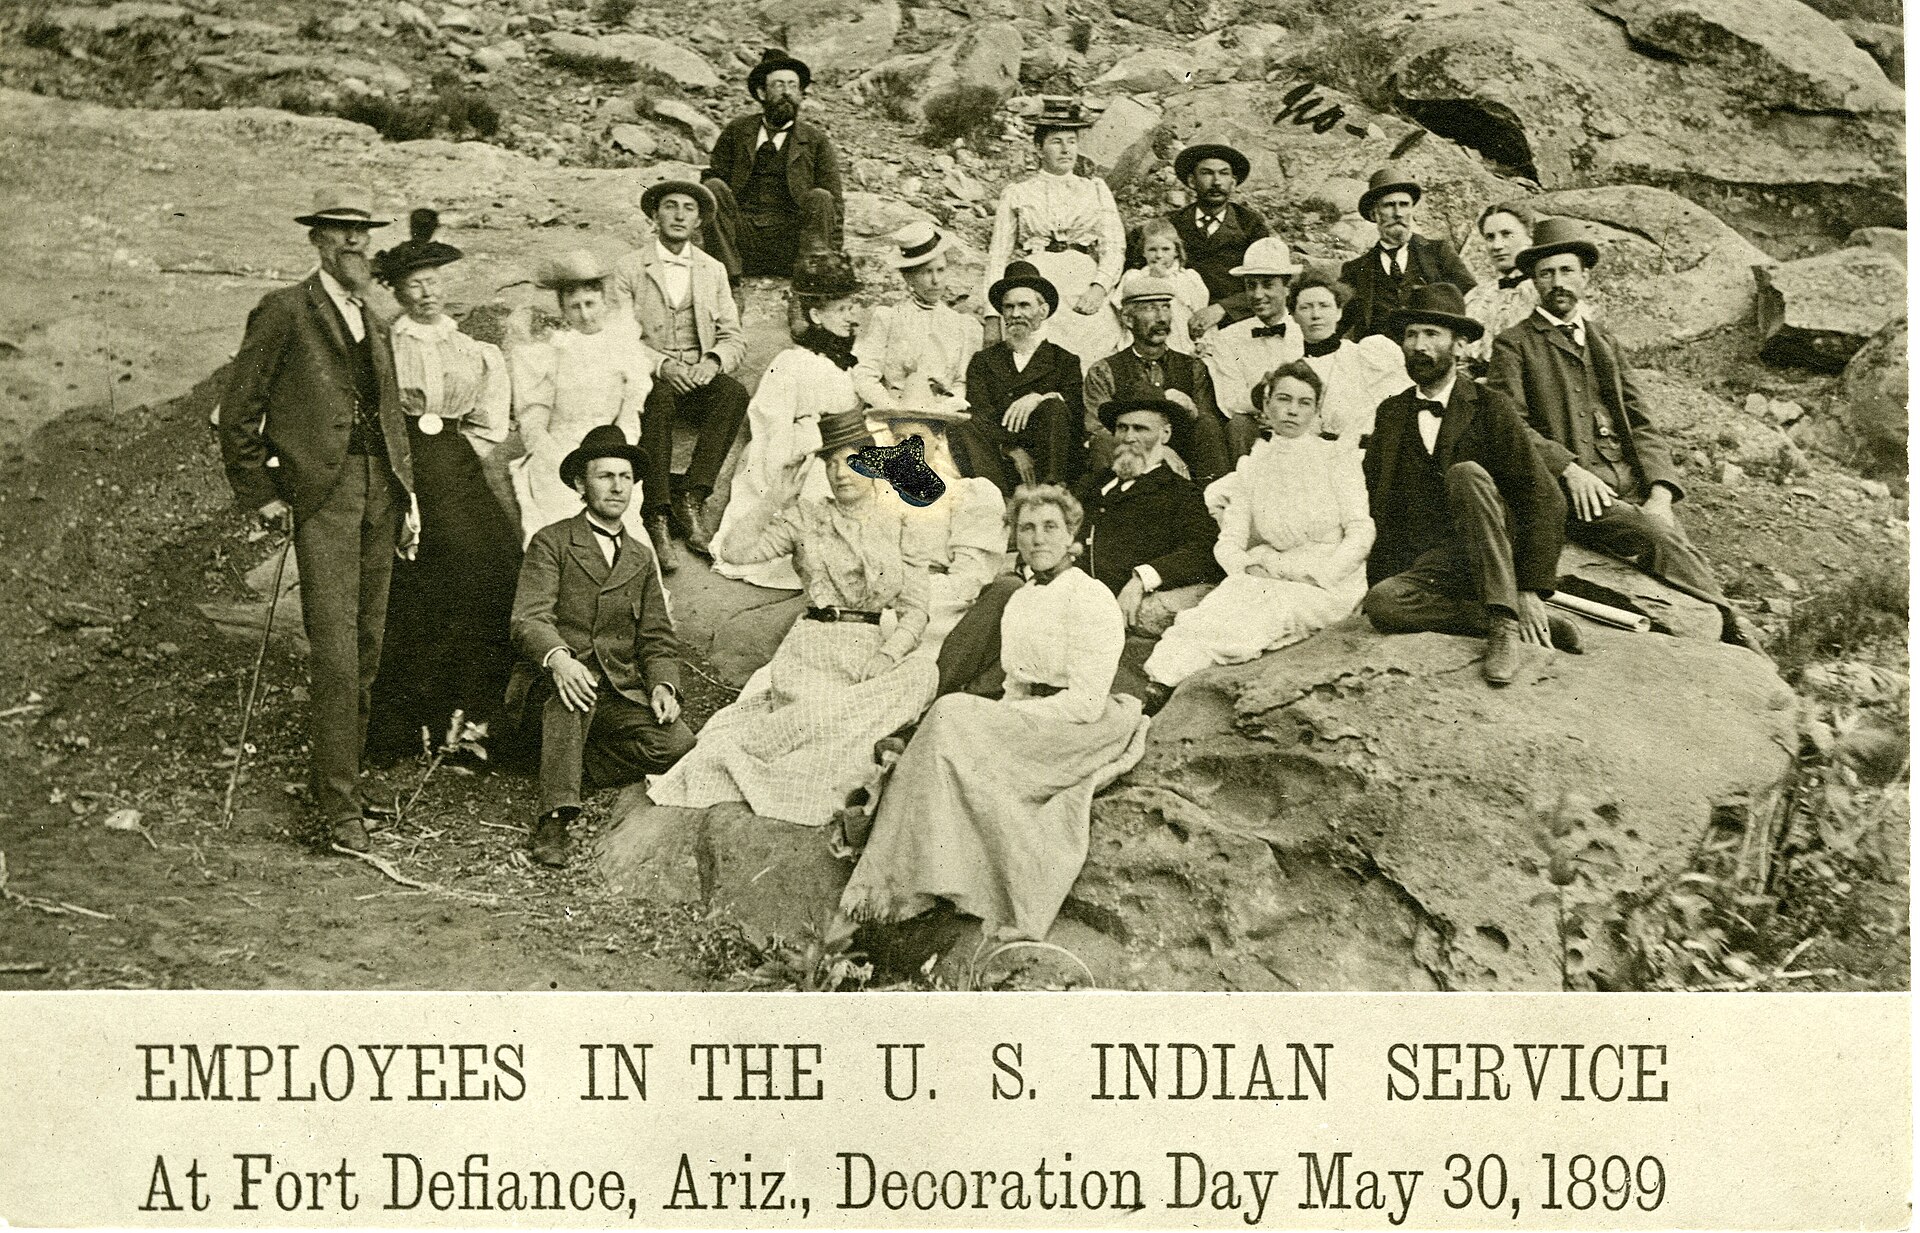 EMPLOYEES IN THE U. S. INDIAN SERVICE
At Fort Defiance, Ariz., Decoration Day May 30, 1899